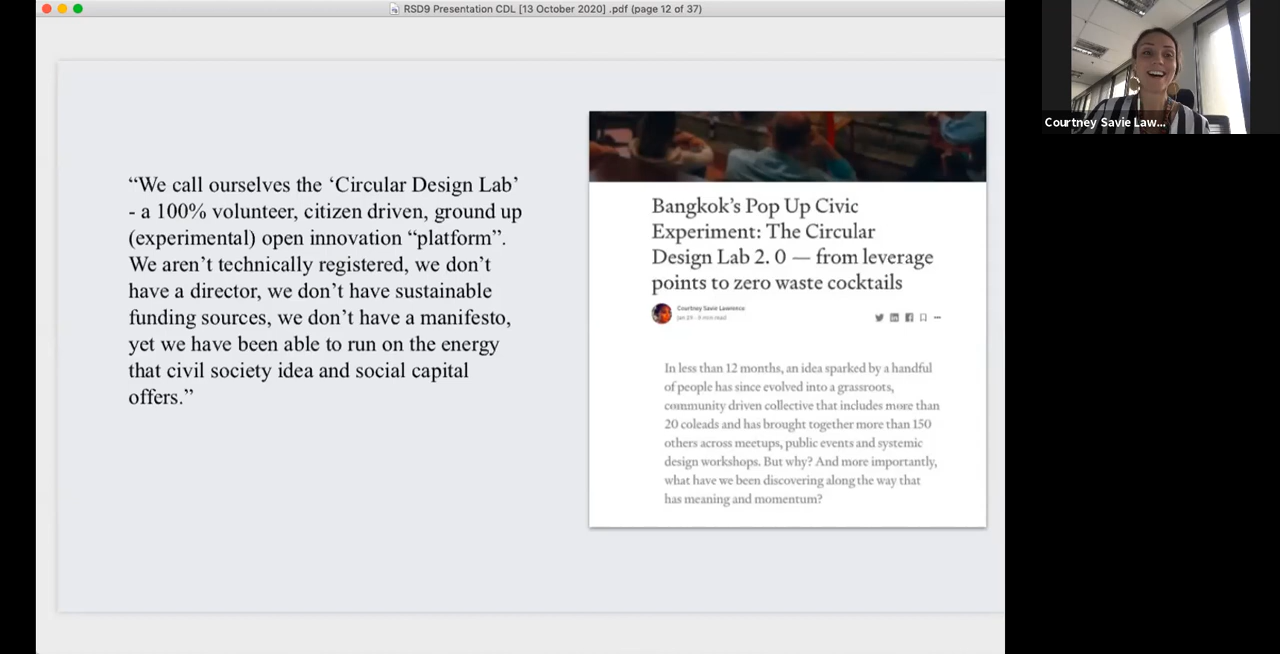 RSD9 Presentation CDL [13 October 2020] .pdf (page 12 of 37)
“We call ourselves the ‘Circular Design Lab’
- a 100% volunteer, citizen driven, ground up
(experimental) open innovation “platform”.
We aren’t technically registered, we don’t
have a director, we don’t have sustainable
funding sources, we don’t have a manifesto,
yet we have been able to run on the energy
that civil society idea and social capital
offers.”
Bangkok’s Pop Up Civic
Experiment: The Circular
Design Lab 2. 0 — from leverage
points to zero waste cocktails
Courtney Savie Lawrence
In less than 12 months, an idea sparked by a handful
of people has since evolved into a grassroots,
community driven collective that includes more than
20 coleads and has brought together more than 150
others across meetups, public events and systemic
design workshops. But why? And more importantly,
what have we been discovering along the way that
has meaning and momentum?
Courtney Savie Law...